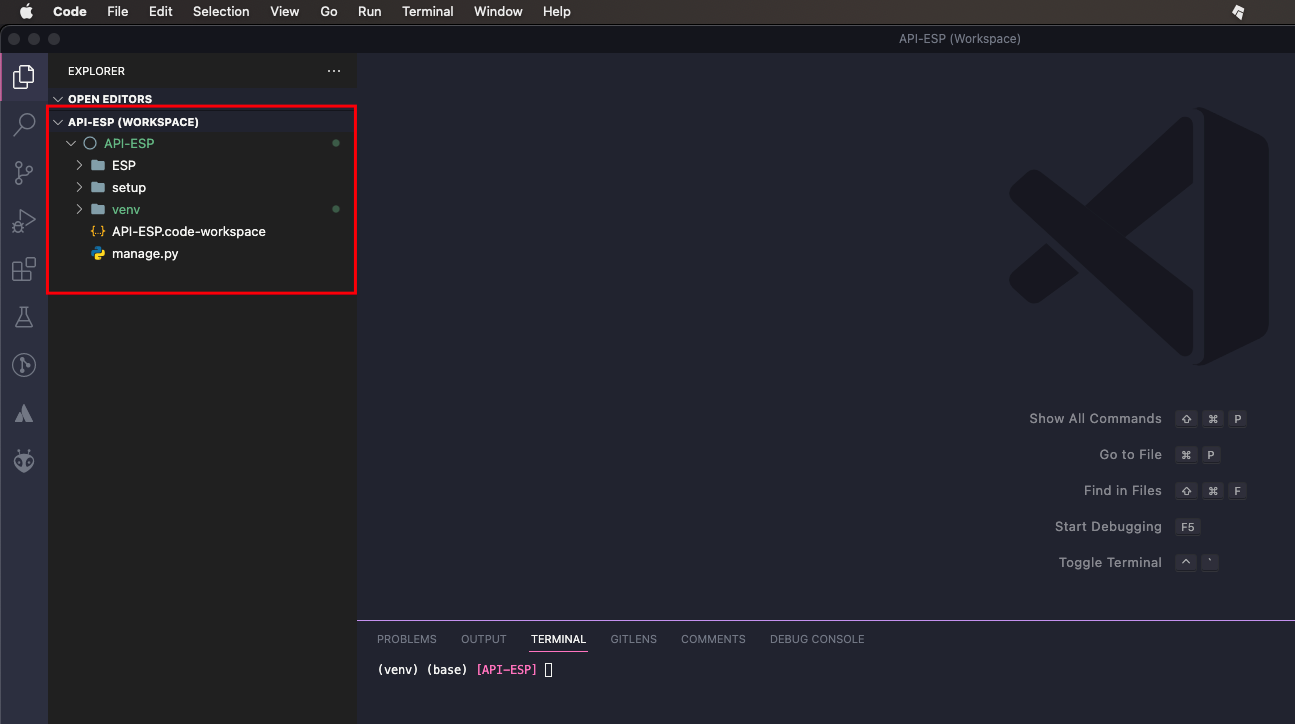 Code File Edit Selection View Go Run Terminal Window Help
API-ESP (Workspace)
EXPLORER ...
OPEN EDITORS
API-ESP (WORKSPACE)
API-ESP
ESP
setup
venv
{..} API-ESP.code-workspace
manage.py
Show All Commands ⇧ ⌘ P
Go to File ⌘ P
Find in Files ⇧ ⌘ F
Start Debugging F5
Toggle Terminal ^ `
PROBLEMS OUTPUT TERMINAL GITLENS COMMENTS DEBUG CONSOLE
(venv) (base) [API-ESP]